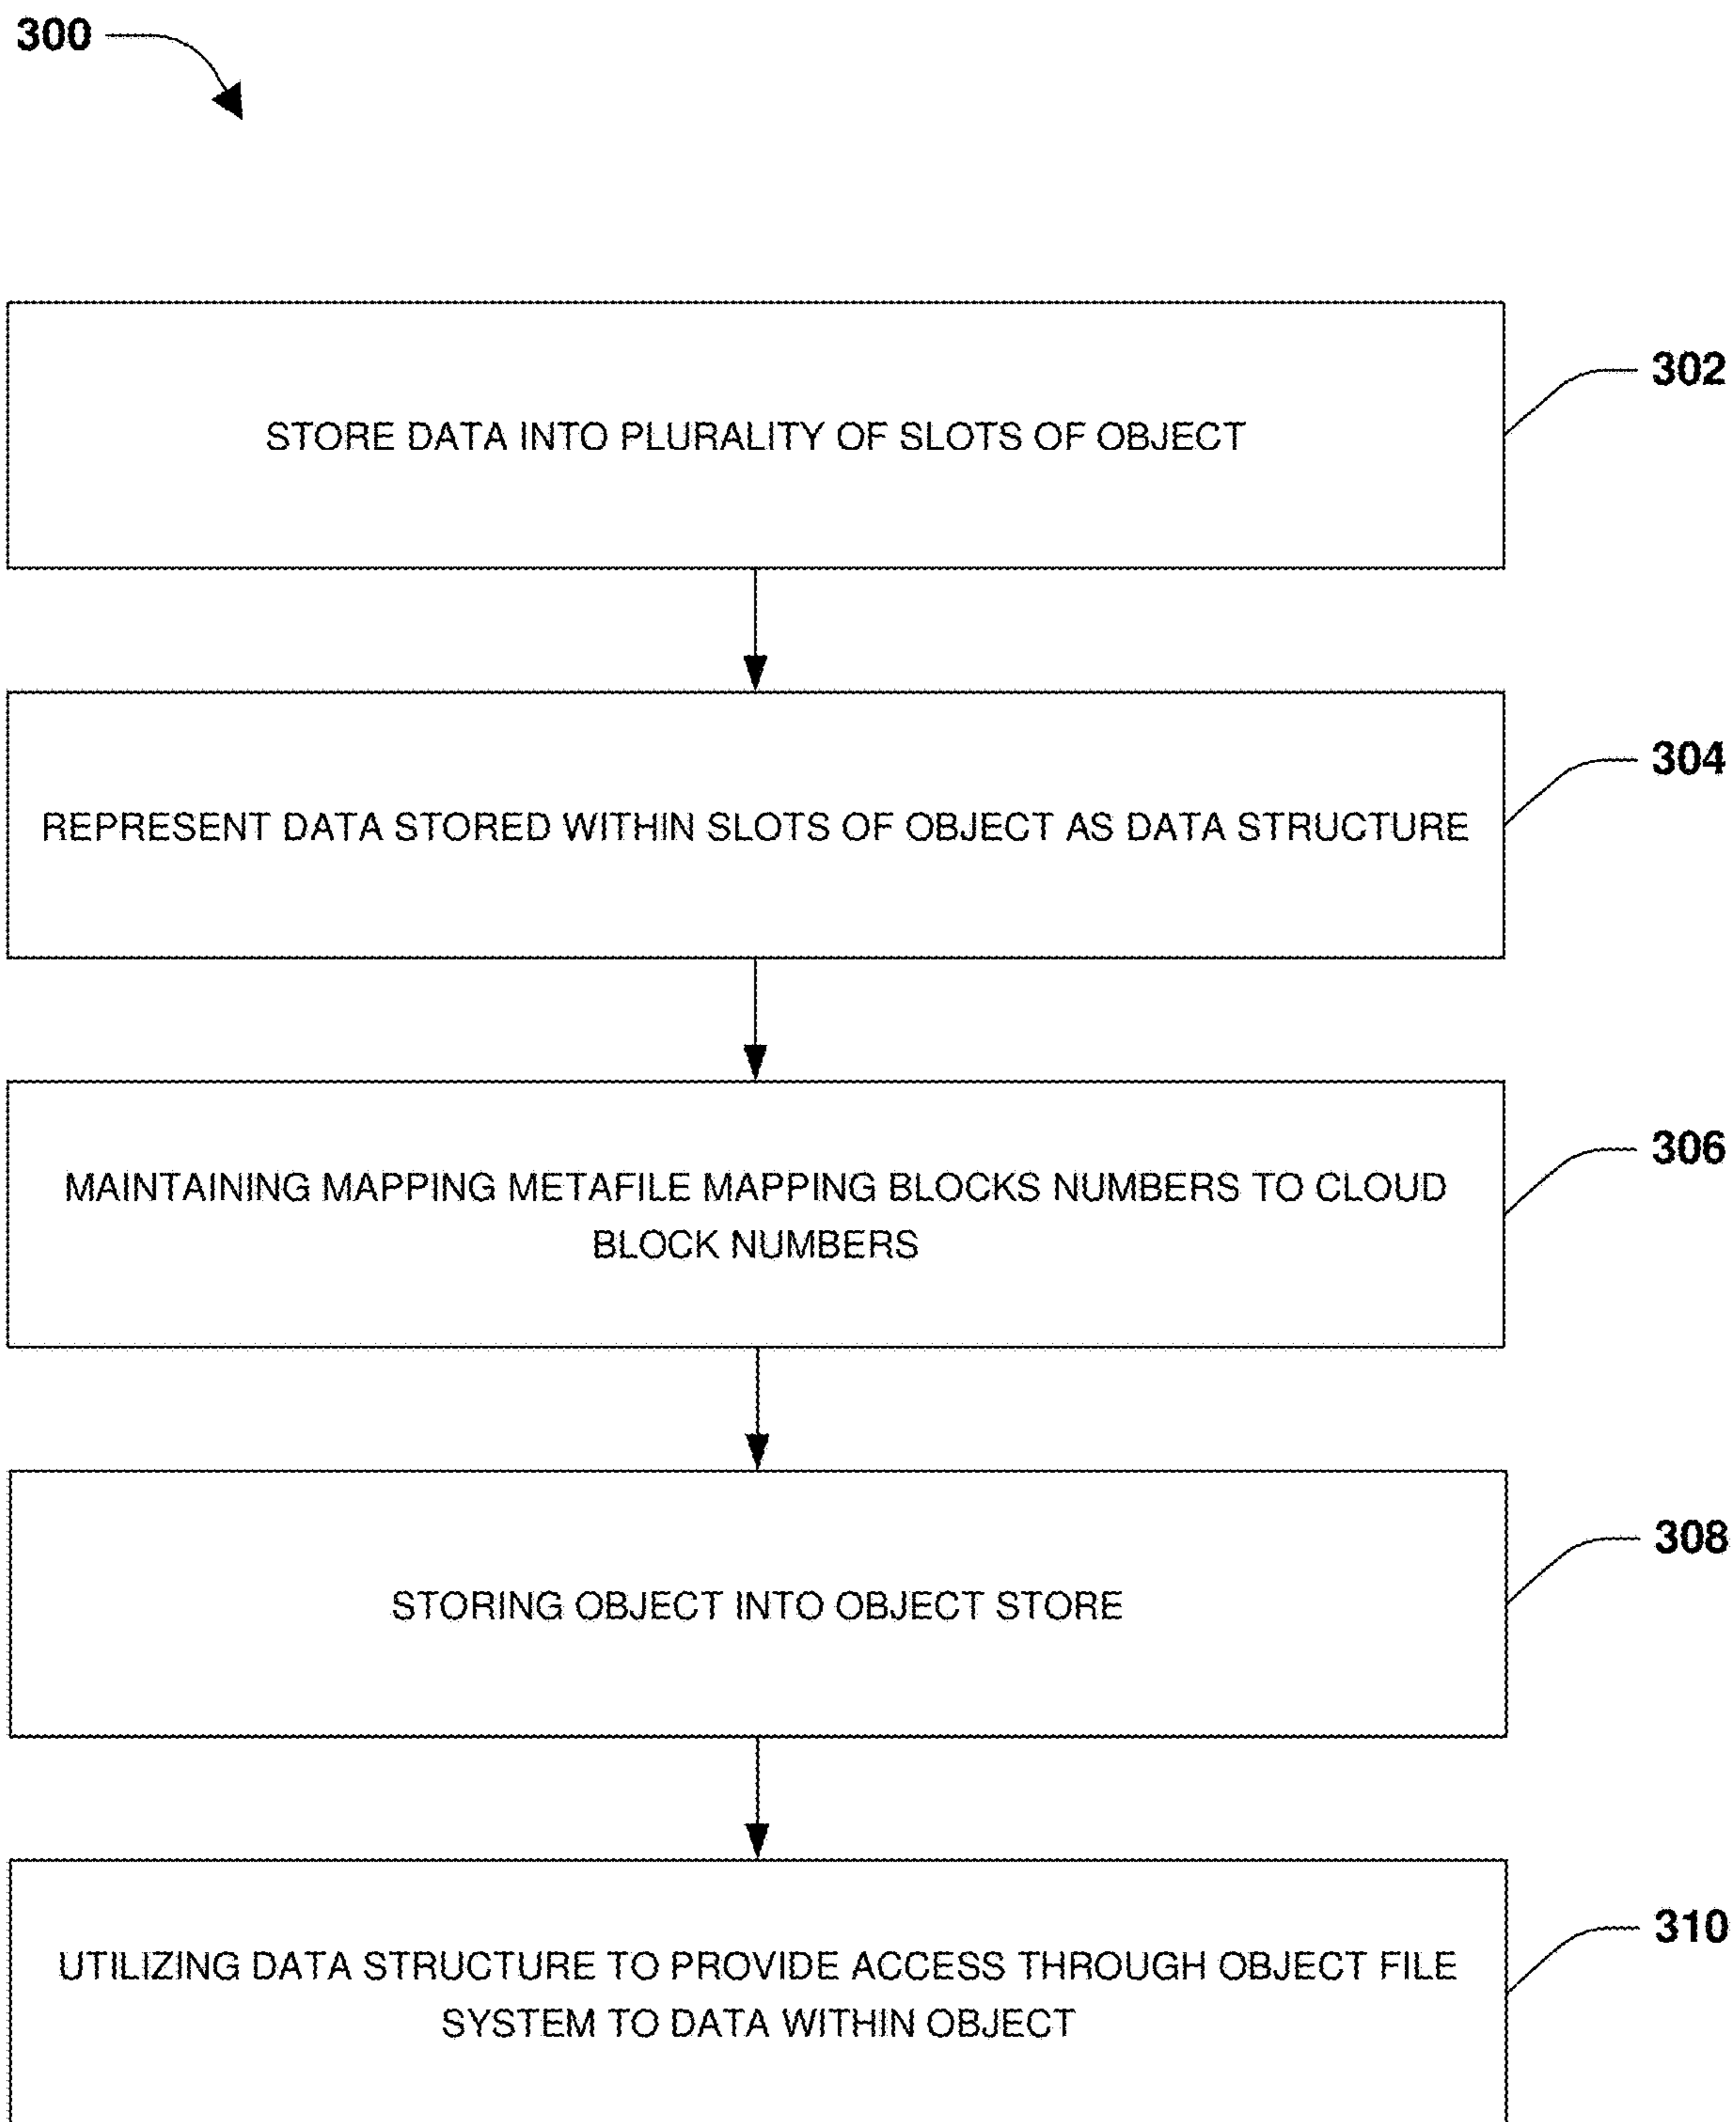 300
302
STORE DATA INTO PLURALITY OF SLOTS OF OBJECT
304
REPRESENT DATA STORED WITHIN SLOTS OF OBJECT AS DATA STRUCTURE
306
MAINTAINING MAPPING METAFILE MAPPING BLOCKS NUMBERS TO CLOUD
BLOCK NUMBERS
308
STORING OBJECT INTO OBJECT STORE
310
UTILIZING DATA STRUCTURE TO PROVIDE ACCESS THROUGH OBJECT FILE
SYSTEM TO DATA WITHIN OBJECT